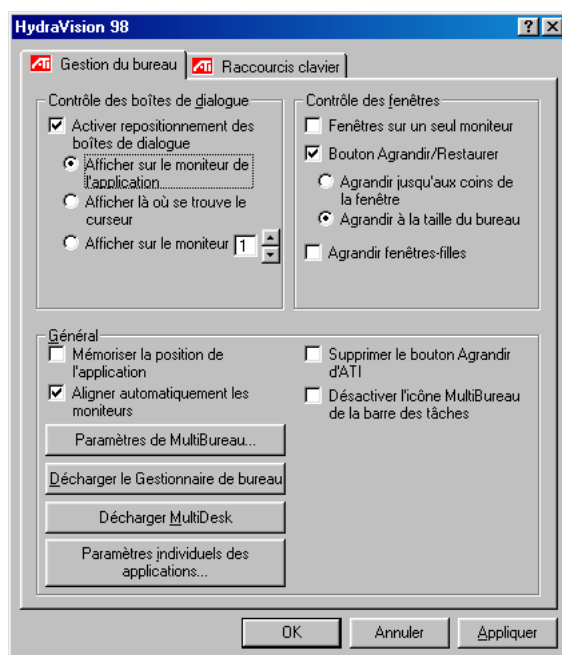 HydraVision 98
ATI Gestion du bureau
ATI Raccourcis clavier
Contrôle des boîtes de dialogue
Activer repositionnement des
boîtes de dialogue
Afficher sur le moniteur de
l'application
Afficher là où se trouve le
curseur
Afficher sur le moniteur 1
Contrôle des fenêtres
Fenêtres sur un seul moniteur
Bouton Agrandir/Restaurer
Agrandir jusqu'aux coins de
la fenêtre
Agrandir à la taille du bureau
Agrandir fenêtres-filles
Général
Mémoriser la position de
l'application
Aligner automatiquement les
moniteurs
Paramètres de MultiBureau...
Décharger le Gestionnaire de bureau
Décharger MultiDesk
Paramètres individuels des
applications...
Supprimer le bouton Agrandir
d'ATI
Désactiver l'icône MultiBureau
de la barre des tâches
OK
Annuler
Appliquer